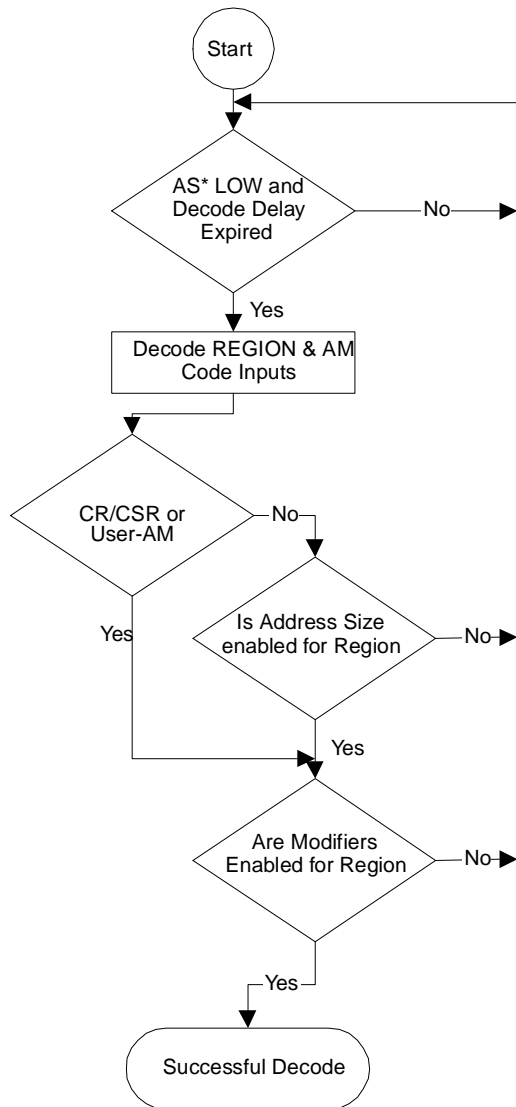 Start
AS* LOW and
Decode Delay
Expired
No
Yes
Decode REGION & AM
Code Inputs
CR/CSR or
User-AM
No
Is Address Size
enabled for Region
No
Yes
Yes
Are Modifiers
Enabled for Region
No
Yes
Successful Decode